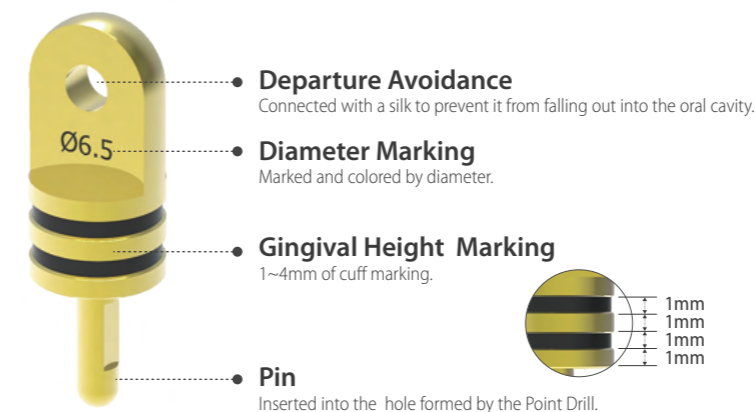 Departure Avoidance
Connected with a silk to prevent it from falling out into the oral cavity.
Ø6.5
Diameter Marking
Marked and colored by diameter.
Gingival Height Marking
1~4mm of cuff marking.
1mm
1mm
1mm
1mm
Pin
Inserted into the hole formed by the Point Drill.